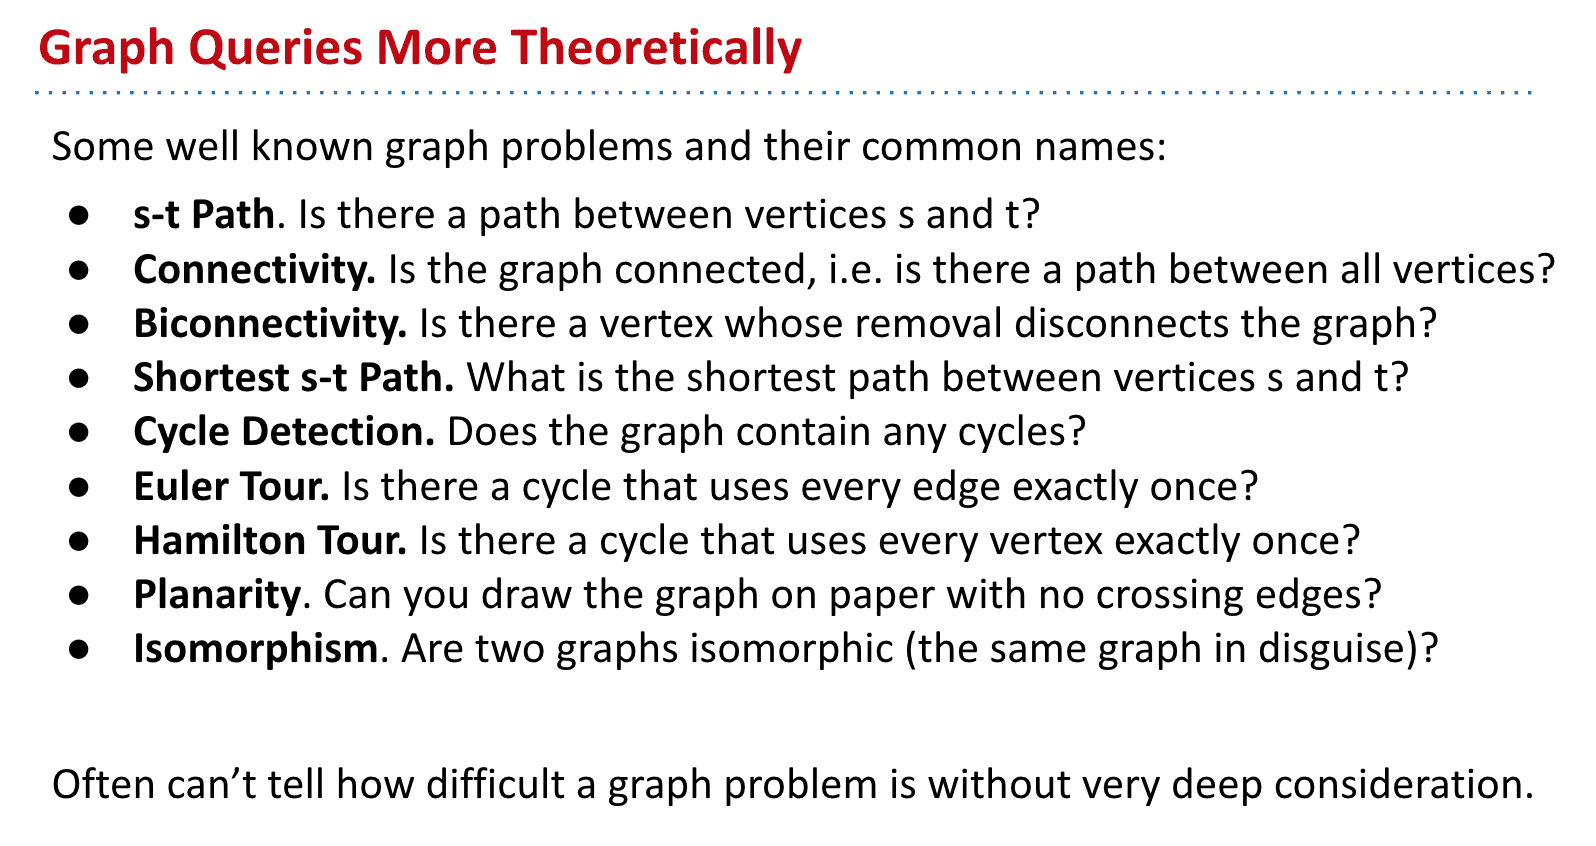 Graph Queries More Theoretically
Some well known graph problems and their common names:
● s-t Path. Is there a path between vertices s and t?
● Connectivity. Is the graph connected, i.e. is there a path between all vertices?
● Biconnectivity. Is there a vertex whose removal disconnects the graph?
● Shortest s-t Path. What is the shortest path between vertices s and t?
● Cycle Detection. Does the graph contain any cycles?
● Euler Tour. Is there a cycle that uses every edge exactly once?
● Hamilton Tour. Is there a cycle that uses every vertex exactly once?
● Planarity. Can you draw the graph on paper with no crossing edges?
● Isomorphism. Are two graphs isomorphic (the same graph in disguise)?
Often can’t tell how difficult a graph problem is without very deep consideration.